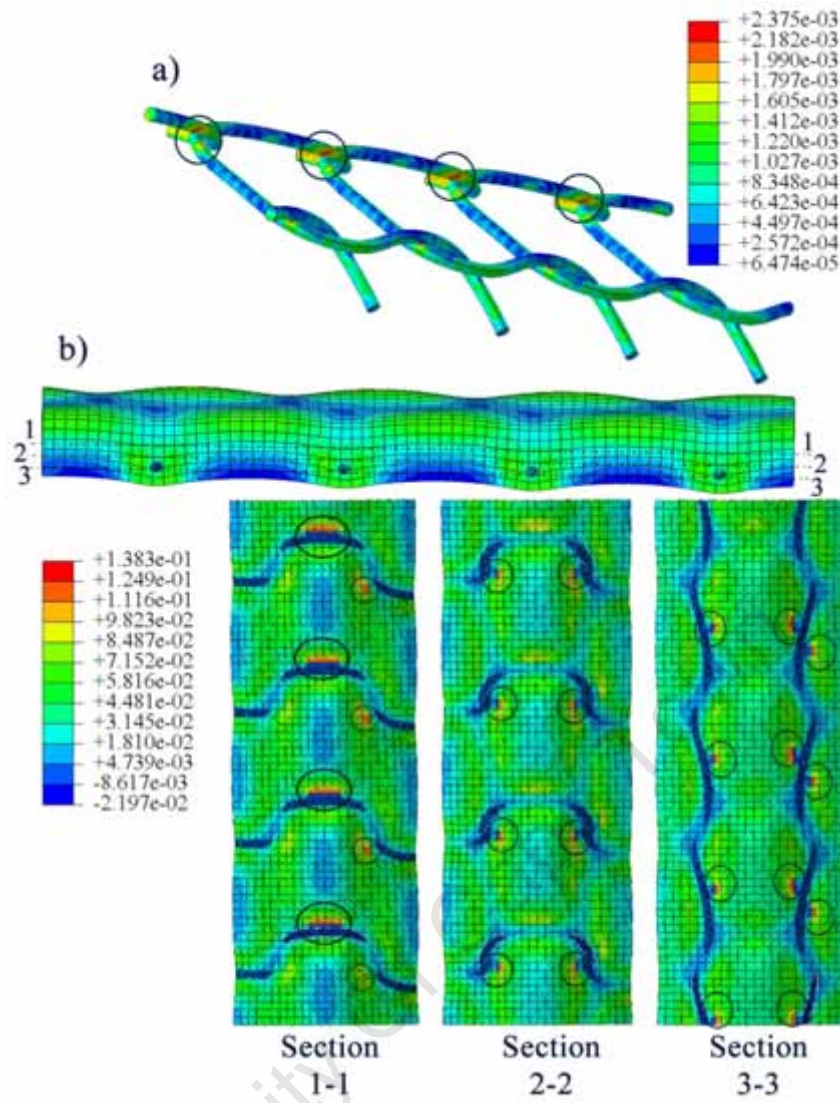 a)
+2.375e-03
+2.182e-03
+1.990e-03
+1.797e-03
+1.605e-03
+1.412e-03
+1.220e-03
+1.027e-03
+8.348e-04
+6.423e-04
+4.497e-04
+2.572e-04
+6.474e-05
b)
1
2
3
1
2
3
+1.383e-01
+1.249e-01
+1.116e-01
+9.823e-02
+8.487e-02
+7.152e-02
+5.816e-02
+4.481e-02
+3.145e-02
+1.810e-02
+4.739e-03
-8.617e-03
-2.197e-02
Section
1-1
Section
2-2
Section
3-3